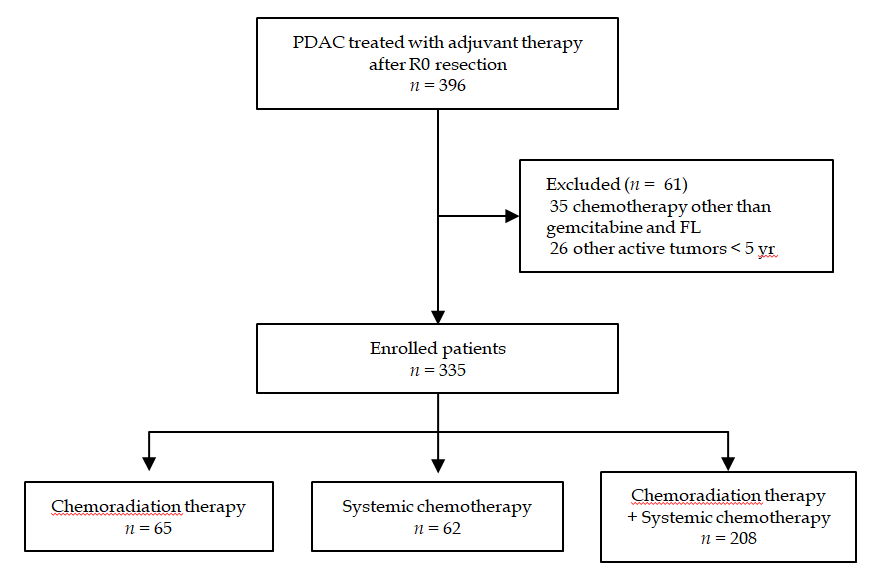 PDAC treated with adjuvant therapy
after R0 resection
n = 396
Excluded (n = 61)
35 chemotherapy other than
gemcitabine and FL
26 other active tumors < 5 yr
Enrolled patients
n = 335
Chemoradiation therapy
n = 65
Systemic chemotherapy
n = 62
Chemoradiation therapy
+ Systemic chemotherapy
n = 208